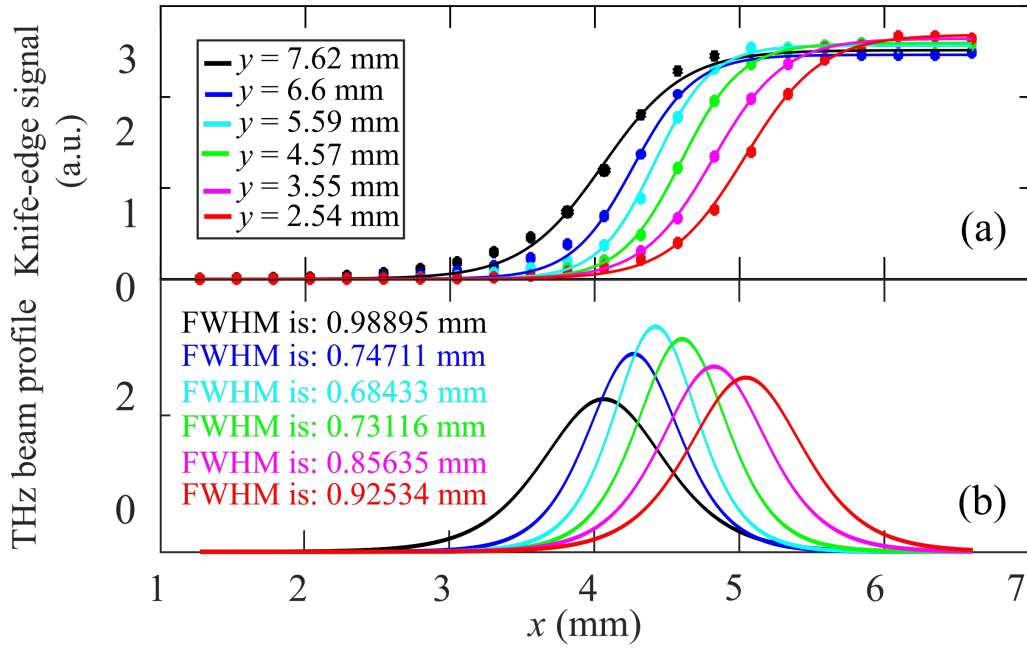 Knife-edge signal
(a.u.)
3
2
1
0
y = 7.62 mm
y = 6.6 mm
y = 5.59 mm
y = 4.57 mm
y = 3.55 mm
y = 2.54 mm
(a)
THz beam profile
2
0
FWHM is: 0.98895 mm
FWHM is: 0.74711 mm
FWHM is: 0.68433 mm
FWHM is: 0.73116 mm
FWHM is: 0.85635 mm
FWHM is: 0.92534 mm
(b)
1 2 3 4 5 6 7
x (mm)